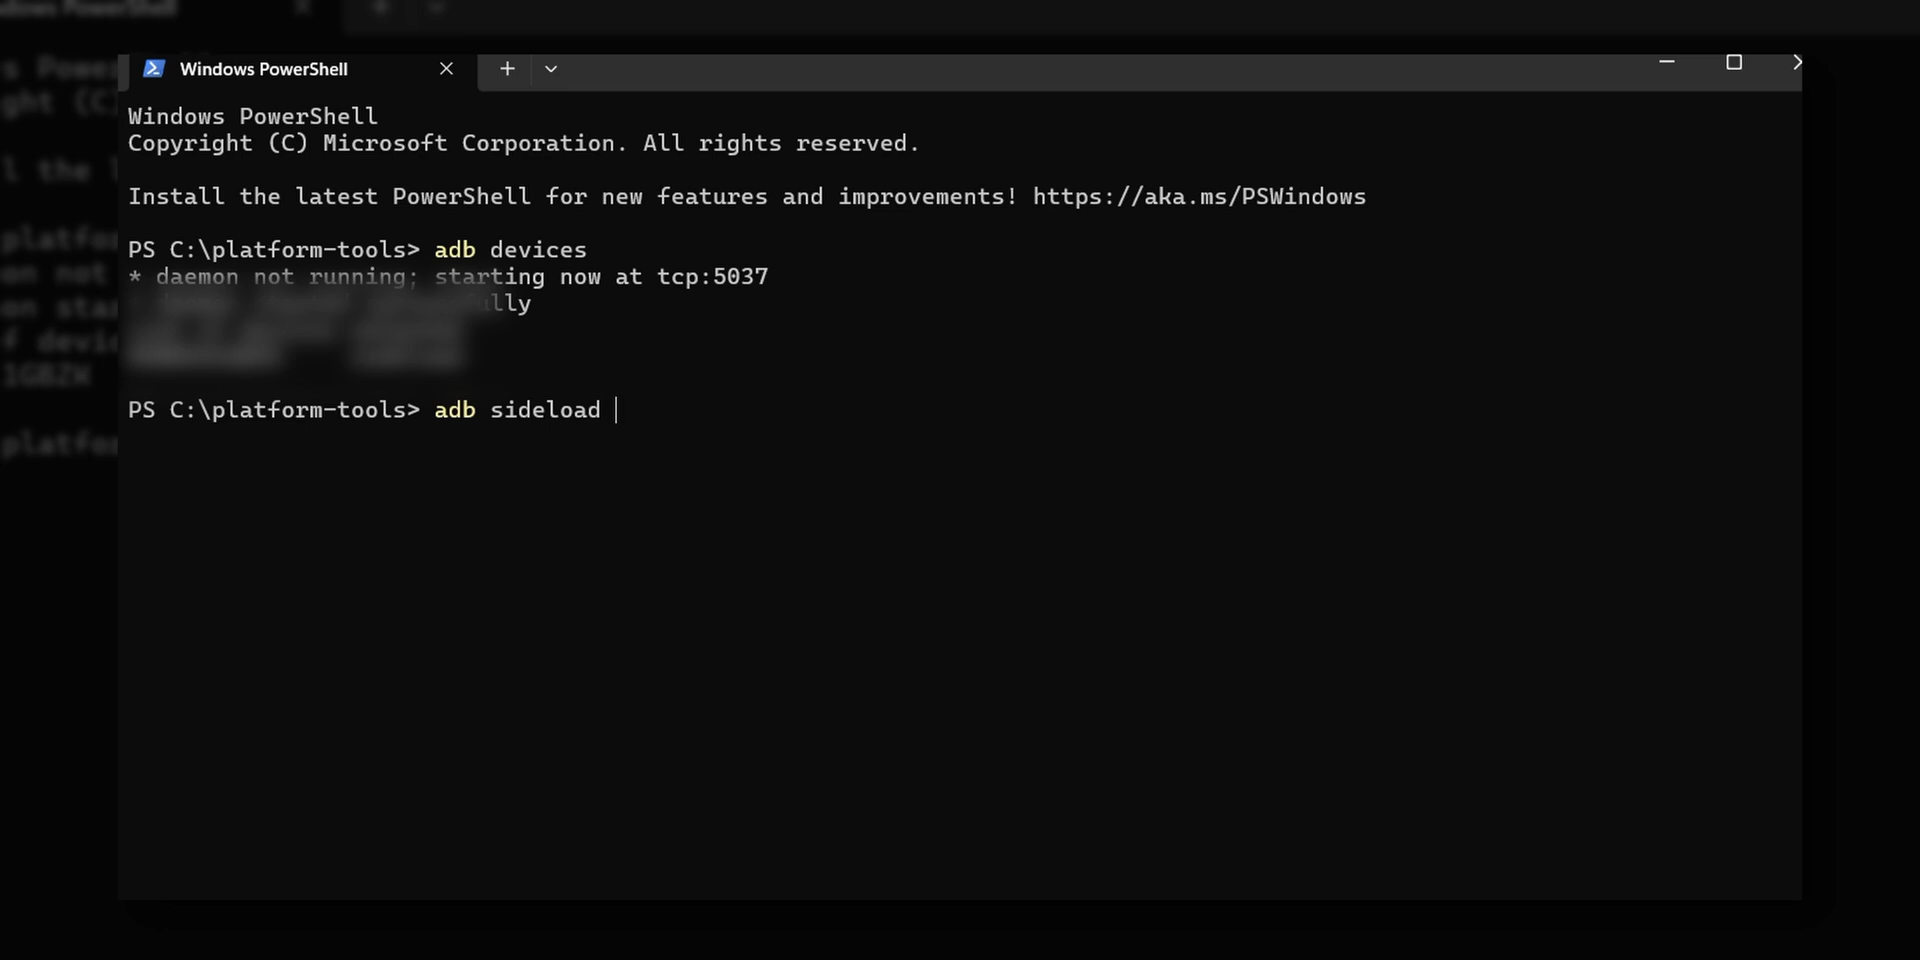 Windows PowerShell
Windows PowerShell
Copyright (C) Microsoft Corporation. All rights reserved.
Install the latest PowerShell for new features and improvements! https://aka.ms/PSWindows
PS C:\platform-tools> adb devices
* daemon not running; starting now at tcp:5037
PS C:\platform-tools> adb sideload